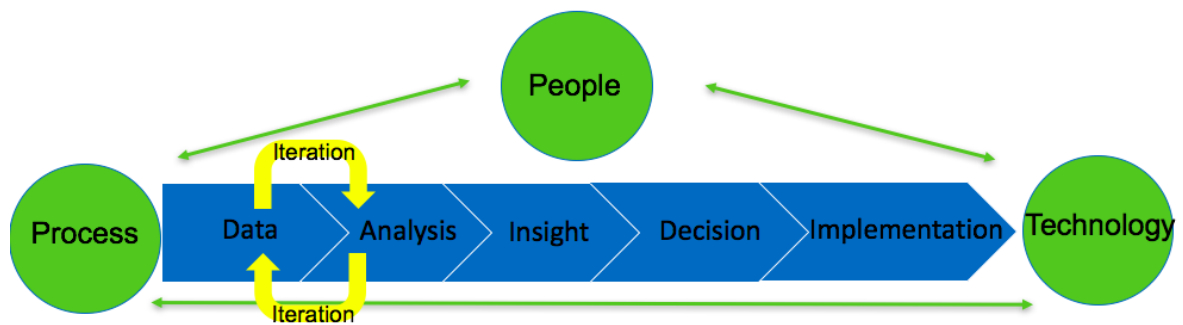 People
Iteration
Process
Data
Analysis
Insight
Decision
Implementation
Technology
Iteration